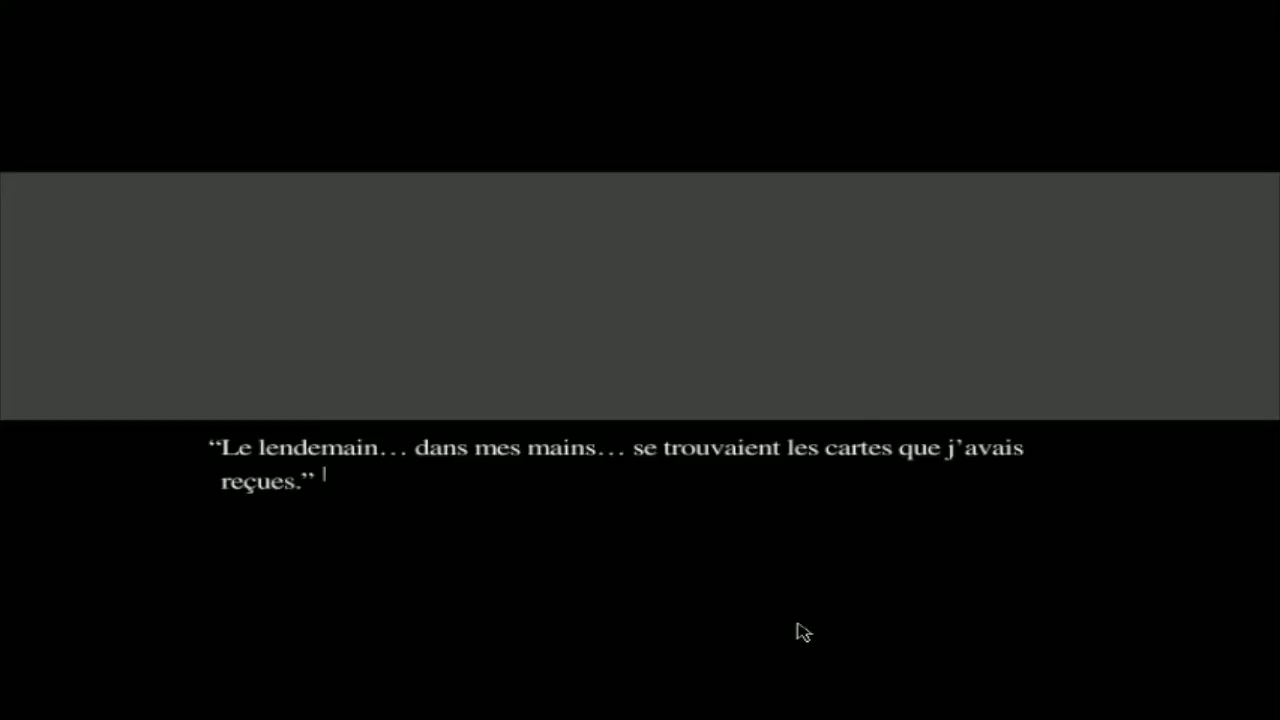 “Le lendemain… dans mes mains… se trouvaient les cartes que j’avais
reçues.”